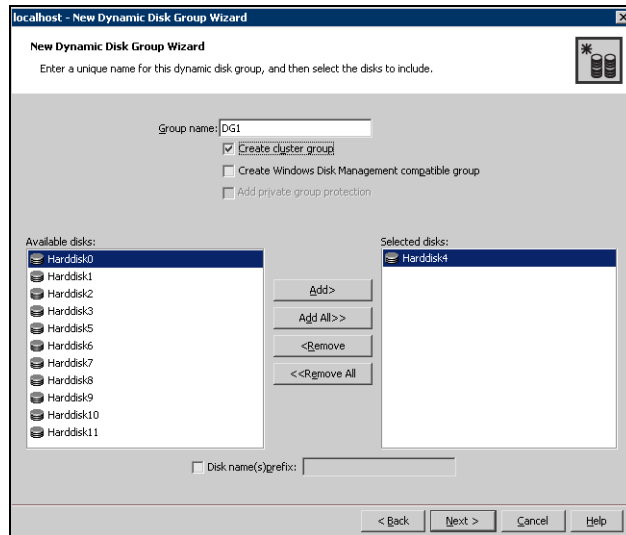 localhost - New Dynamic Disk Group Wizard
New Dynamic Disk Group Wizard
Enter a unique name for this dynamic disk group, and then select the disks to include.
Group name: DG1
Create cluster group
Create Windows Disk Management compatible group
Add private group protection
Available disks:
Harddisk0
Harddisk1
Harddisk2
Harddisk3
Harddisk5
Harddisk6
Harddisk7
Harddisk8
Harddisk9
Harddisk10
Harddisk11
Add>
Add All>>
<Remove
<<Remove All
Selected disks:
Harddisk4
Disk name(s)prefix:
< Back
Next >
Cancel
Help